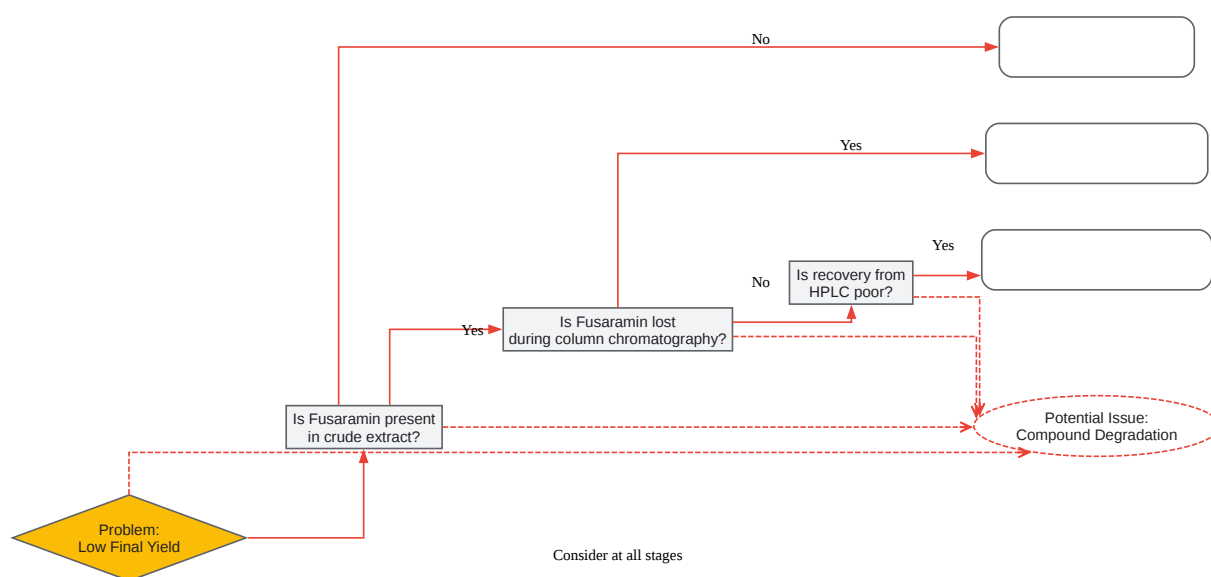 No
Yes
Yes
Is recovery from
HPLC poor?
No
Is Fusaramin lost
during column chromatography?
Yes
Is Fusaramin present
in crude extract?
Potential Issue:
Compound Degradation
Problem:
Low Final Yield
Consider at all stages